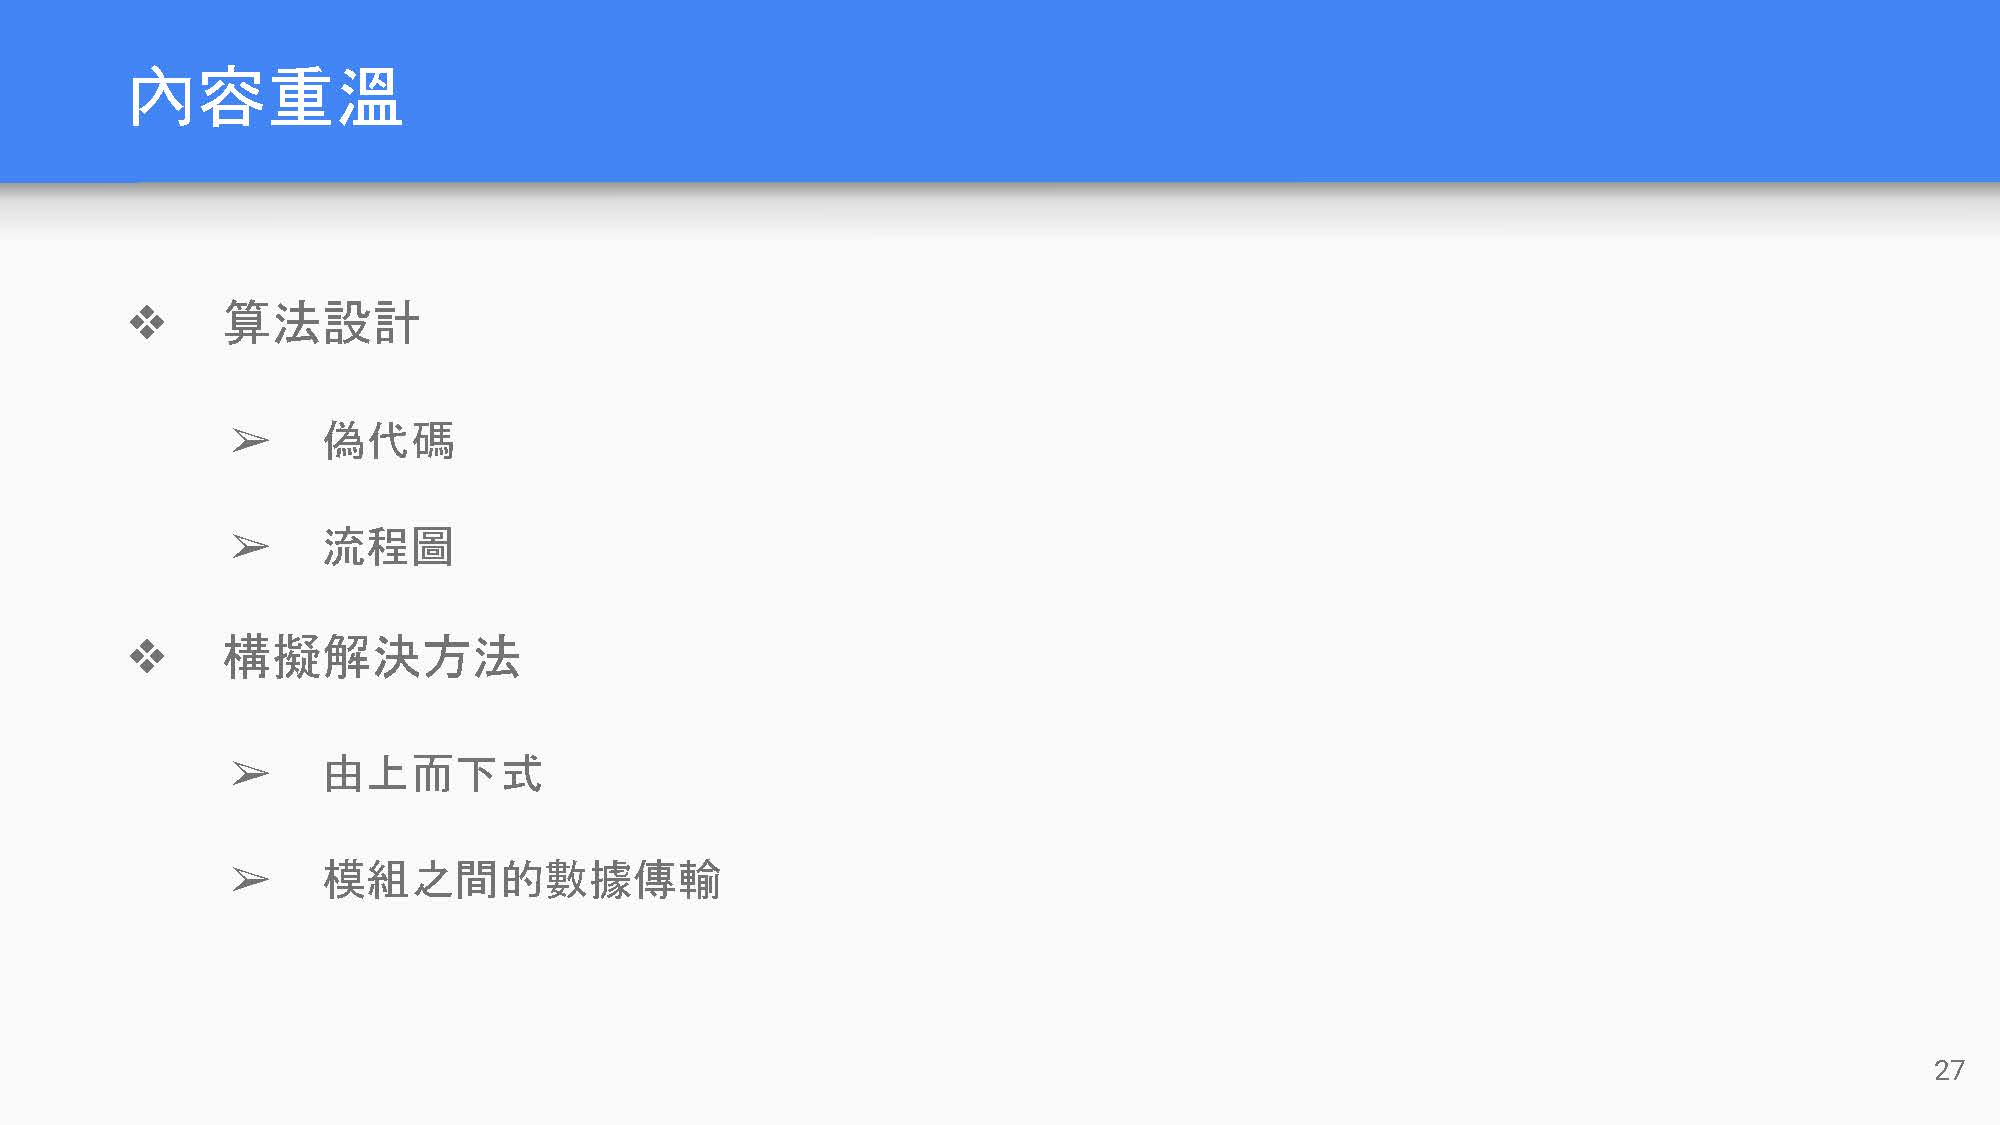 內容重溫
❖ 算法設計
➢ 偽代碼
➢ 流程圖
❖ 構擬解決方法
➢ 由上而下式
➢ 模組之間的數據傳輸
27